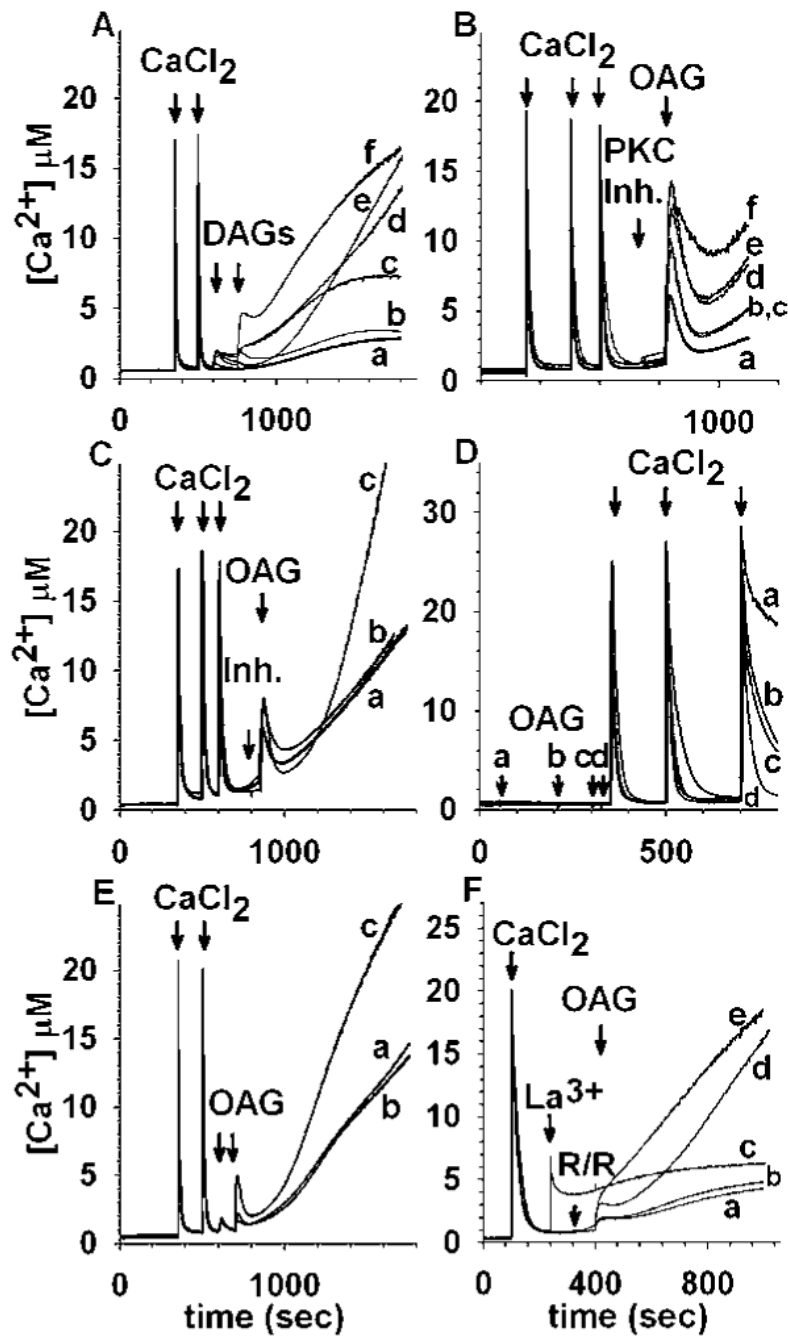 A
CaCl2
20
15
10
5
0
[Ca2+] µM
DAGs
f
e
d
c
b
a
0 1000
B
CaCl2
OAG
PKC
Inh.
20
15
10
5
0
f
e
d
b,c
a
1000
C
CaCl2
OAG
Inh.
20
15
10
5
0
[Ca2+] µM
c
b
a
0 1000
D
CaCl2
30
20
10
0
OAG
a b c d
a
b
c
d
0 500
E
CaCl2
OAG
20
15
10
5
0
[Ca2+] µM
c
a
b
0 1000
time (sec)
F
CaCl2
OAG
La3+
R/R
25
20
15
10
5
0
e
d
c
b
a
0 400 800
time (sec)